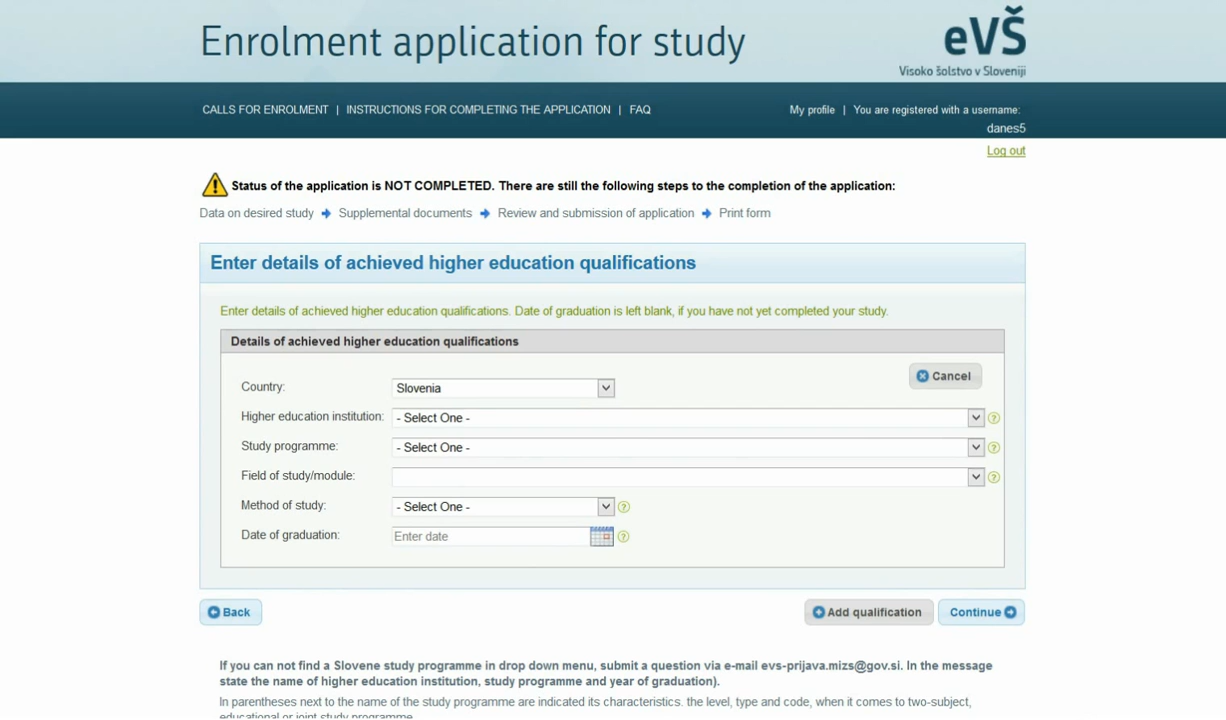 Enrolment application for study
eVŠ
Visoko šolstvo v Sloveniji
CALLS FOR ENROLMENT | INSTRUCTIONS FOR COMPLETING THE APPLICATION | FAQ
My profile | You are registered with a username:
danes5
Log out
Status of the application is NOT COMPLETED. There are still the following steps to the completion of the application:
Data on desired study Supplemental documents Review and submission of application Print form
Enter details of achieved higher education qualifications
Enter details of achieved higher education qualifications. Date of graduation is left blank, if you have not yet completed your study.
Details of achieved higher education qualifications
Cancel
Country: Slovenia
Higher education institution: - Select One - ?
Study programme: - Select One - ?
Field of study/module: ?
Method of study: - Select One - ?
Date of graduation: Enter date ?
Back Add qualification Continue
If you can not find a Slovene study programme in drop down menu, submit a question via e-mail evs-prijava.mizs@gov.si. In the message
state the name of higher education institution, study programme and year of graduation).
In parentheses next to the name of the study programme are indicated its characteristics. the level, type and code, when it comes to two-subject,
educational or joint study programme